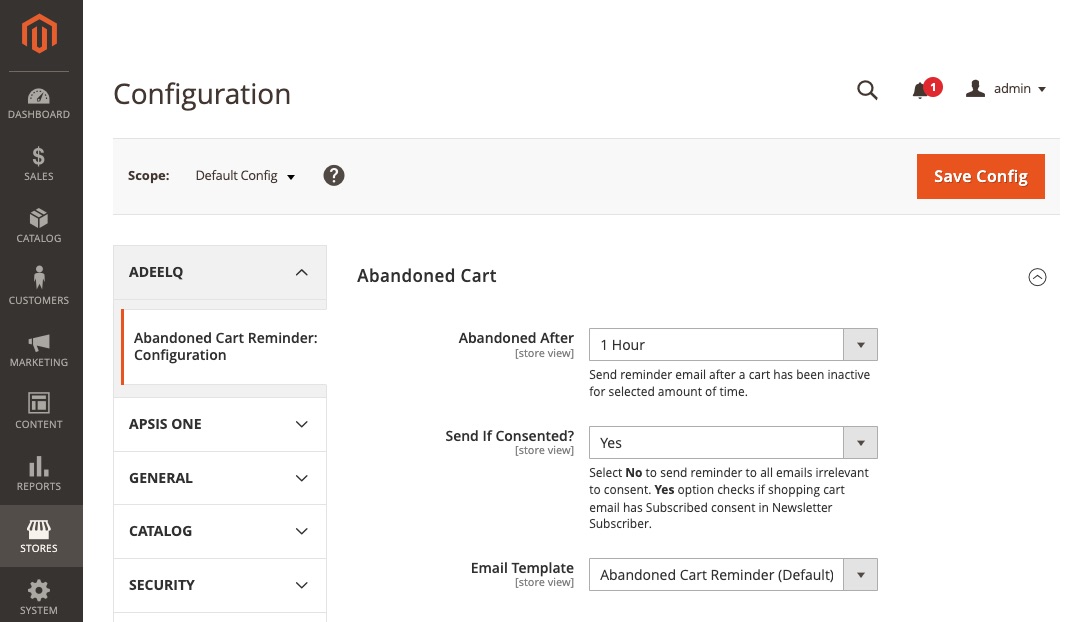 Configuration
1
admin
DASHBOARD
SALES
CATALOG
CUSTOMERS
MARKETING
CONTENT
REPORTS
STORES
SYSTEM
Scope: Default Config ?
Save Config
ADEELQ
Abandoned Cart Reminder:
Configuration
APSIS ONE
GENERAL
CATALOG
SECURITY
Abandoned Cart
Abandoned After
[store view]
1 Hour
Send reminder email after a cart has been inactive
for selected amount of time.
Send If Consented?
[store view]
Yes
Select No to send reminder to all emails irrelevant
to consent. Yes option checks if shopping cart
email has Subscribed consent in Newsletter
Subscriber.
Email Template
[store view]
Abandoned Cart Reminder (Default)